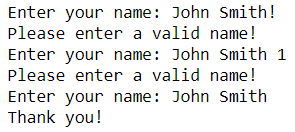 Enter your name: John Smith!
Please enter a valid name!
Enter your name: John Smith 1
Please enter a valid name!
Enter your name: John Smith
Thank you!